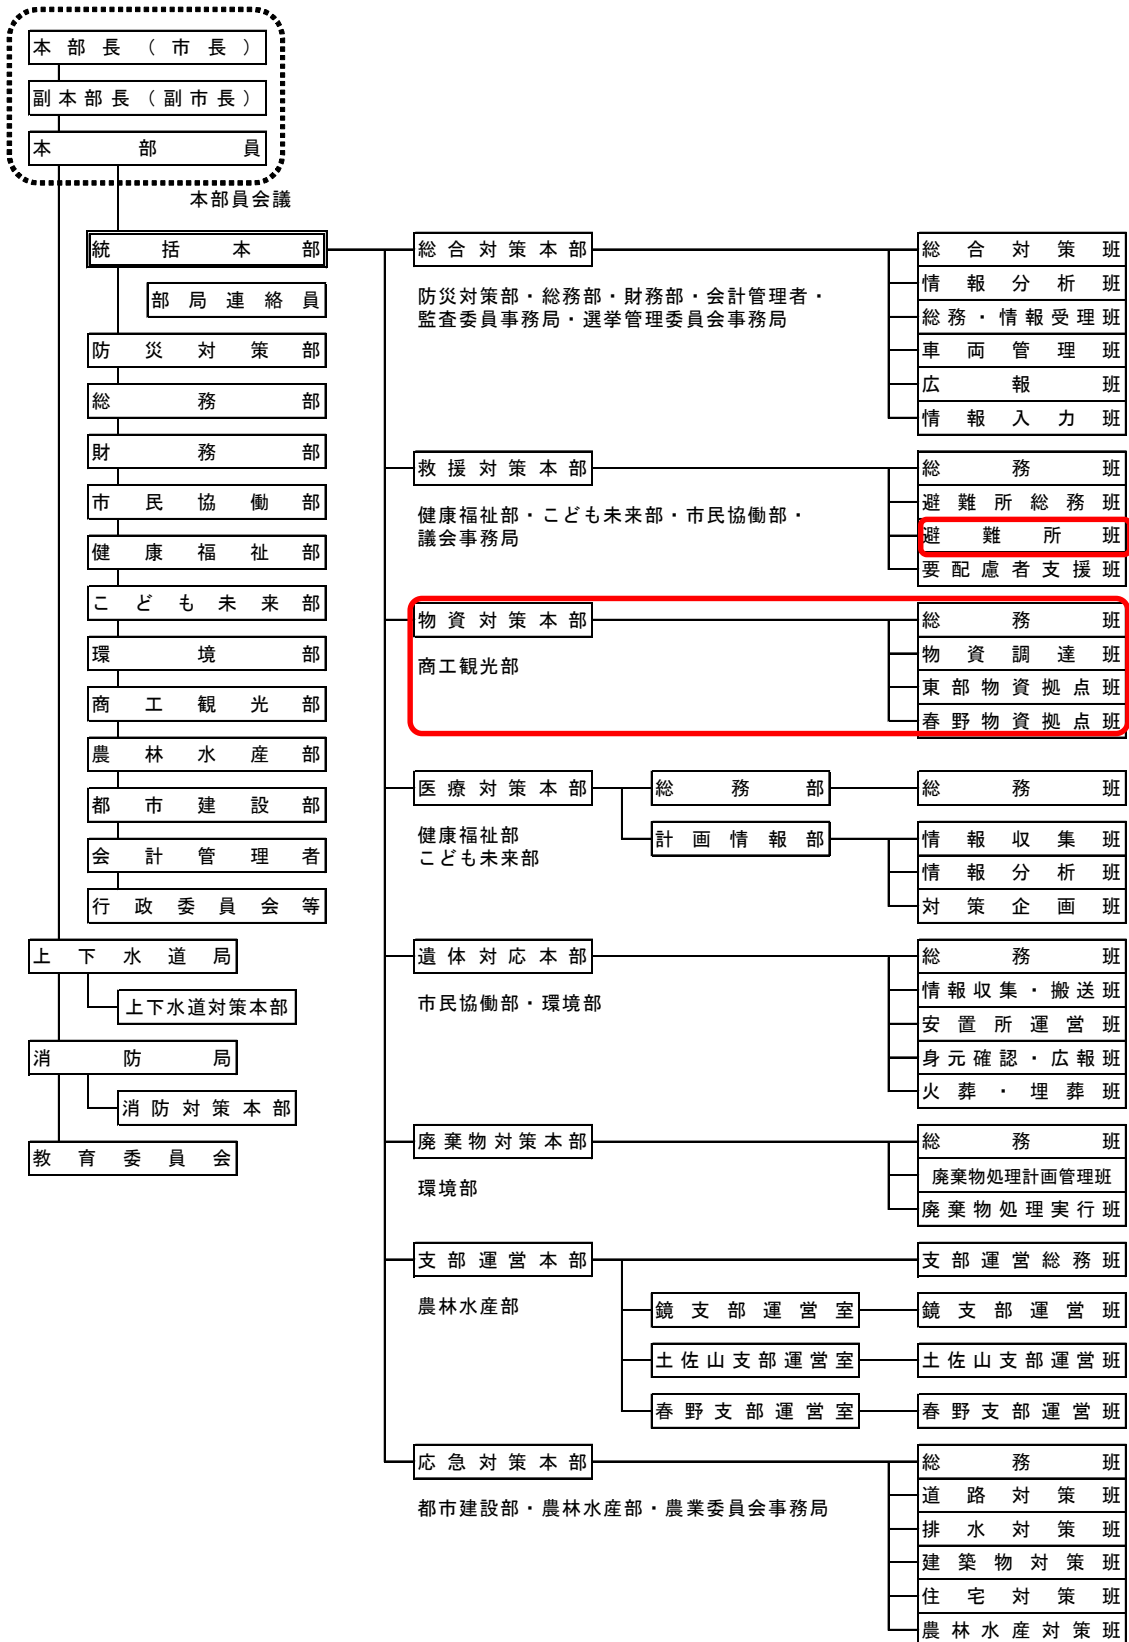 本部長（市長）
副本部長（副市長）
本部員
本部員会議
統括本部
部局連絡員
防災対策部
総務部
財務部
市民協働部
健康福祉部
こども未来部
環境部
商工観光部
農林水産部
都市建設部
会計管理者
行政委員会等
上下水道局
上下水道対策本部
消防局
消防対策本部
教育委員会
総合対策本部
防災対策部・総務部・財務部・会計管理者・
監査委員事務局・選挙管理委員会事務局
総合対策班
情報分析班
総務・情報受理班
車両管理班
広報班
情報入力班
救援対策本部
健康福祉部・こども未来部・市民協働部・
議会事務局
総務班
避難所総務班
避難所班
要配慮者支援班
物資対策本部
商工観光部
総務班
物資調達班
東部物資拠点班
春野物資拠点班
医療対策本部
健康福祉部
こども未来部
総務部
総務班
計画情報部
情報収集班
情報分析班
対策企画班
遺体対応本部
市民協働部・環境部
総務班
情報収集・搬送班
安置所運営班
身元確認・広報班
火葬・埋葬班
廃棄物対策本部
環境部
総務班
廃棄物処理計画管理班
廃棄物処理実行班
支部運営本部
農林水産部
支部運営総務班
鏡支部運営室
鏡支部運営班
土佐山支部運営室
土佐山支部運営班
春野支部運営室
春野支部運営班
応急対策本部
都市建設部・農林水産部・農業委員会事務局
総務班
道路対策班
排水対策班
建築物対策班
住宅対策班
農林水産対策班